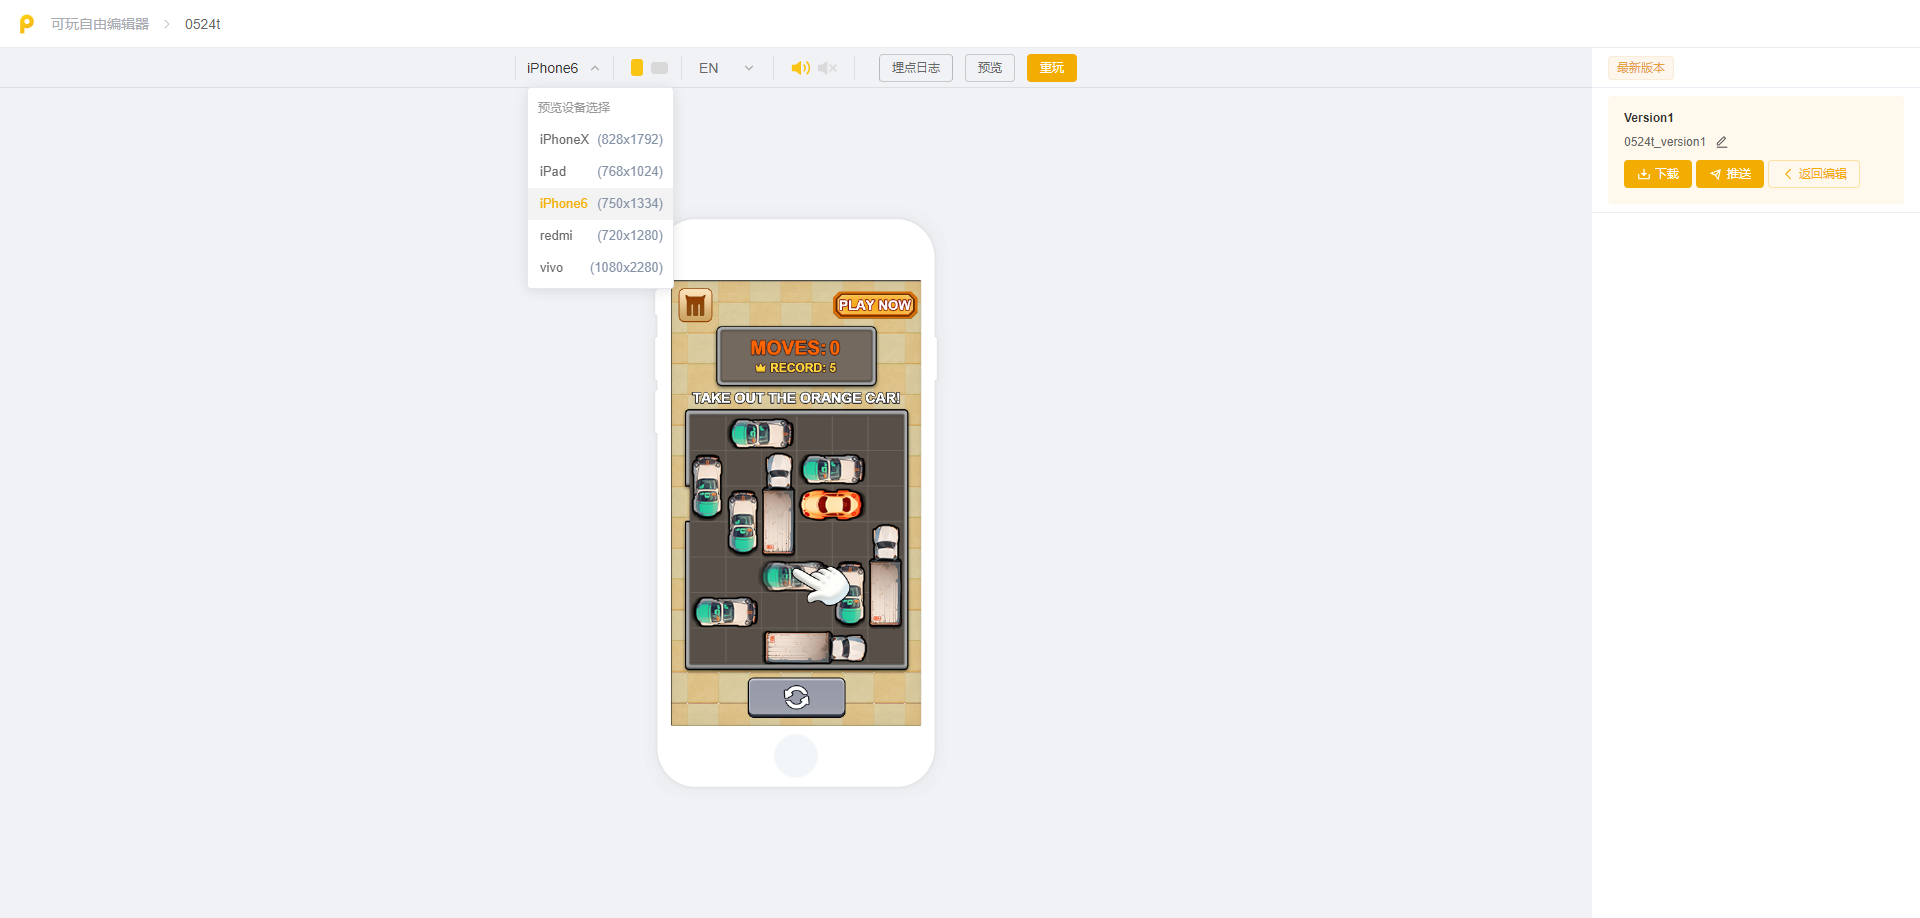 可玩自由编辑器 > 0524t
iPhone6
EN
埋点日志
预览
重玩
最新版本
预览设备选择
iPhoneX (828x1792)
iPad (768x1024)
iPhone6 (750x1334)
redmi (720x1280)
vivo (1080x2280)
Version1
0524t_version1
下载
推送
返回编辑
PLAY NOW
MOVES: 0
RECORD: 5
TAKE OUT THE ORANGE CAR!